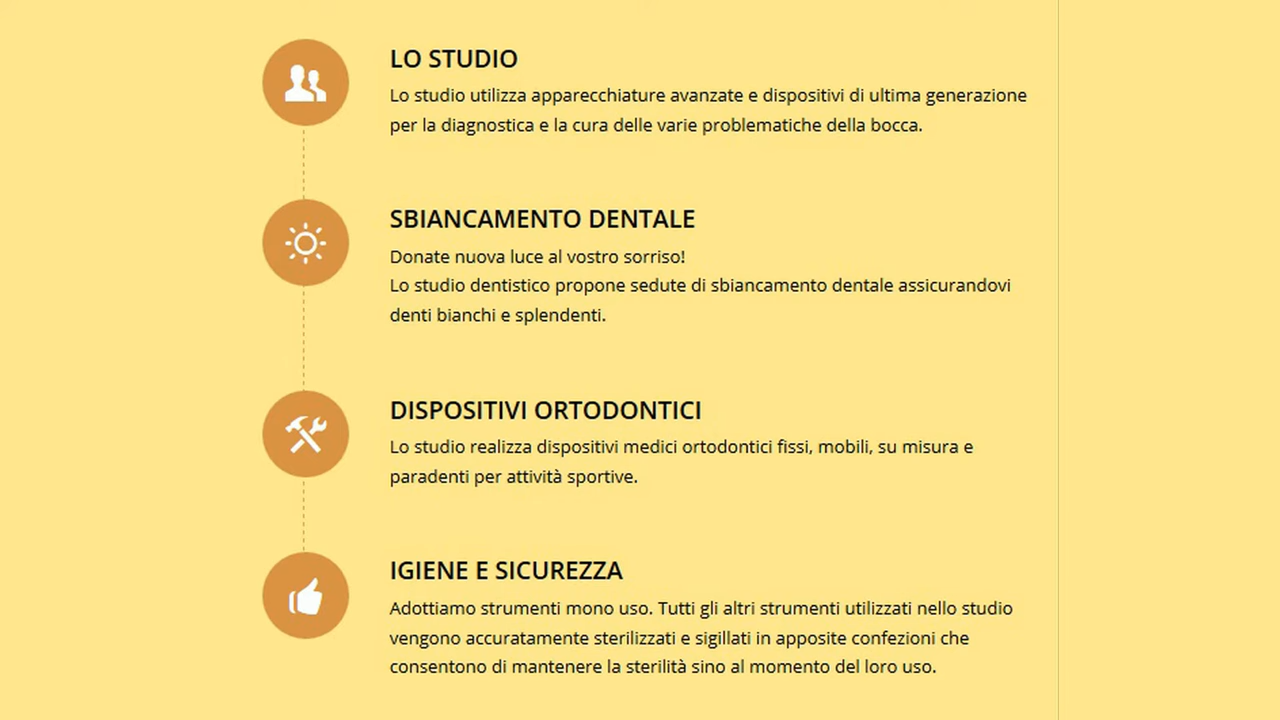 LO STUDIO
Lo studio utilizza apparecchiature avanzate e dispositivi di ultima generazione
per la diagnostica e la cura delle varie problematiche della bocca.
SBIANCAMENTO DENTALE
Donate nuova luce al vostro sorriso!
Lo studio dentistico propone sedute di sbiancamento dentale assicurandovi
denti bianchi e splendenti.
DISPOSITIVI ORTODONTICI
Lo studio realizza dispositivi medici ortodontici fissi, mobili, su misura e
paradenti per attività sportive.
IGIENE E SICUREZZA
Adottiamo strumenti mono uso. Tutti gli altri strumenti utilizzati nello studio
vengono accuratamente sterilizzati e sigillati in apposite confezioni che
consentono di mantenere la sterilità sino al momento del loro uso.